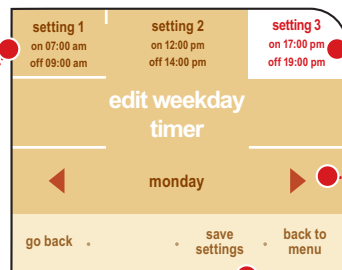 setting 1 setting 2 setting 3
on 07:00 am on 12:00 pm on 17:00 pm
off 09:00 am off 14:00 pm off 19:00 pm
edit weekday
timer
monday
go back save settings back to menu